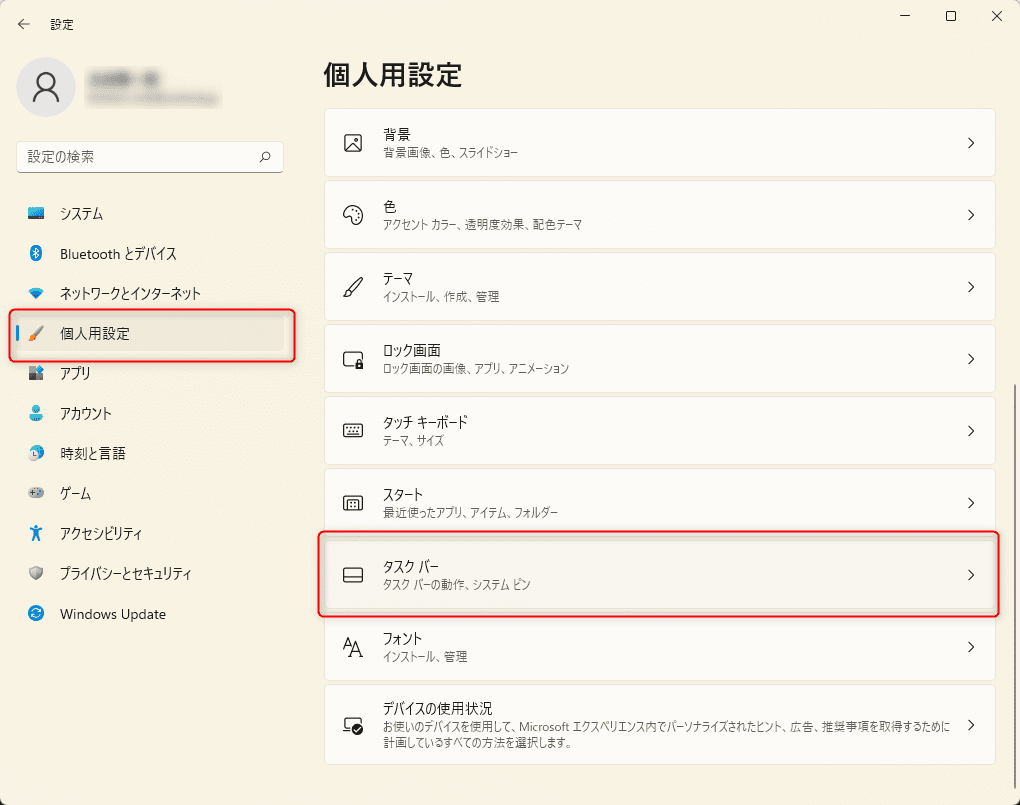 設定
設定の検索
システム
Bluetooth とデバイス
ネットワークとインターネット
個人用設定
アプリ
アカウント
時刻と言語
ゲーム
アクセシビリティ
プライバシーとセキュリティ
Windows Update
個人用設定
背景
背景画像、色、スライドショー
色
アクセント カラー、透明度効果、配色テーマ
テーマ
インストール、作成、管理
ロック画面
ロック画面の画像、アプリ、アニメーション
タッチ キーボード
テーマ、サイズ
スタート
最近使ったアプリ、アイテム、フォルダー
タスク バー
タスク バーの動作、システム ピン
フォント
インストール、管理
デバイスの使用状況
お使いのデバイスを使用して、Microsoft エクスペリエンス内でパーソナライズされたヒント、広告、推奨事項を取得するために
計画しているすべての方法を選択します。